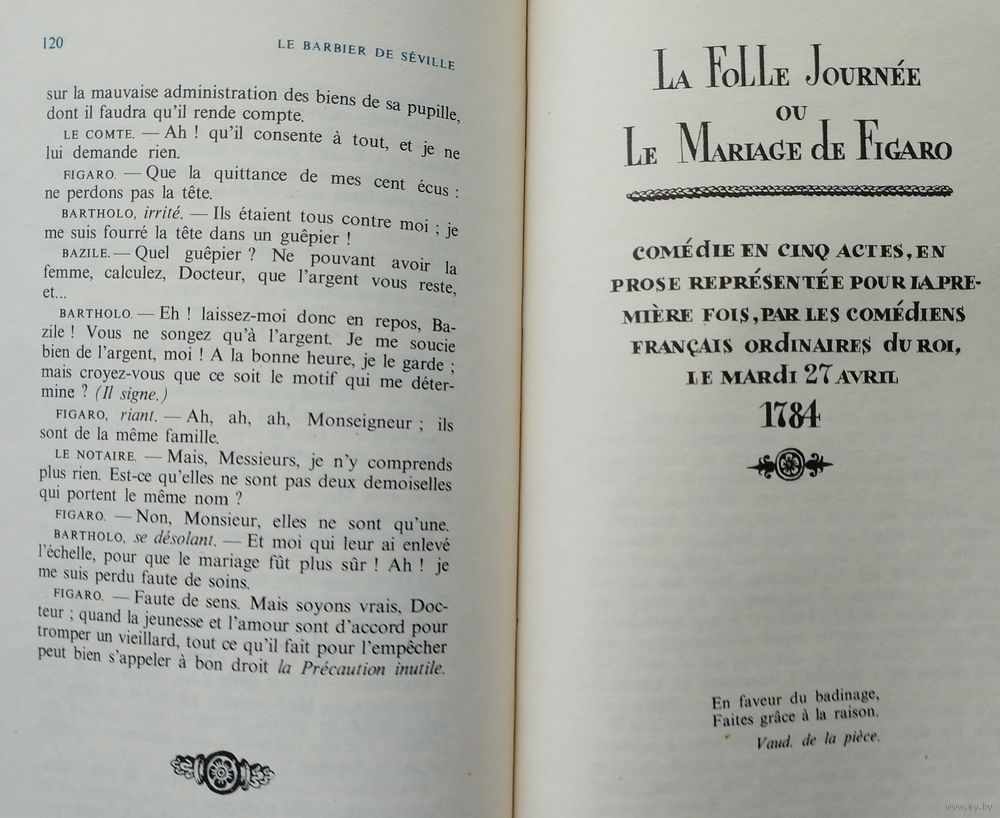 120
LE BARBIER DE SÉVILLE
sur la mauvaise administration des biens de sa pupille,
dont il faudra qu'il rende compte.
LE COMTE. — Ah ! qu'il consente à tout, et je ne
lui demande rien.
FIGARO. — Que la quittance de mes cent écus :
ne perdons pas la tête.
BARTHOLO, irrité. — Ils étaient tous contre moi ; je
me suis fourré la tête dans un guêpier !
BAZILE. — Quel guêpier ? Ne pouvant avoir la
femme, calculez, Docteur, que l'argent vous reste,
et...
BARTHOLO. — Eh ! laissez-moi donc en repos, Ba-
zile ! Vous ne songez qu'à l'argent. Je me soucie
bien de l'argent, moi ! A la bonne heure, je le garde ;
mais croyez-vous que ce soit le motif qui me déter-
mine ? (Il signe.)
FIGARO, riant. — Ah, ah, ah, Monseigneur ; ils
sont de la même famille.
LE NOTAIRE. — Mais, Messieurs, je n'y comprends
plus rien. Est-ce qu'elles ne sont pas deux demoiselles
qui portent le même nom ?
FIGARO. — Non, Monsieur, elles ne sont qu'une.
BARTHOLO, se désolant. — Et moi qui leur ai enlevé
l'échelle, pour que le mariage fût plus sûr ! Ah ! je
me suis perdu faute de soins.
FIGARO. — Faute de sens. Mais soyons vrais, Doc-
teur ; quand la jeunesse et l'amour sont d'accord pour
tromper un vieillard, tout ce qu'il fait pour l'empêcher
peut bien s'appeler à bon droit la Précaution inutile.
LA FOLLE JOURNÉE
OU
LE MARIAGE de FIGARO
COMÉdIE EN CINQ ACTES, EN
PROSE REPRÉSENTÉE POUR LA PRE-
MIÈRE FOIS, PAR LES COMÉdIENS
FRANÇAIS ORdINAIRES dU ROI,
LE MARdI 27 AVRIL
1784
En faveur du badinage,
Faites grâce à la raison.
Vaud. de la pièce.
www.ay.by